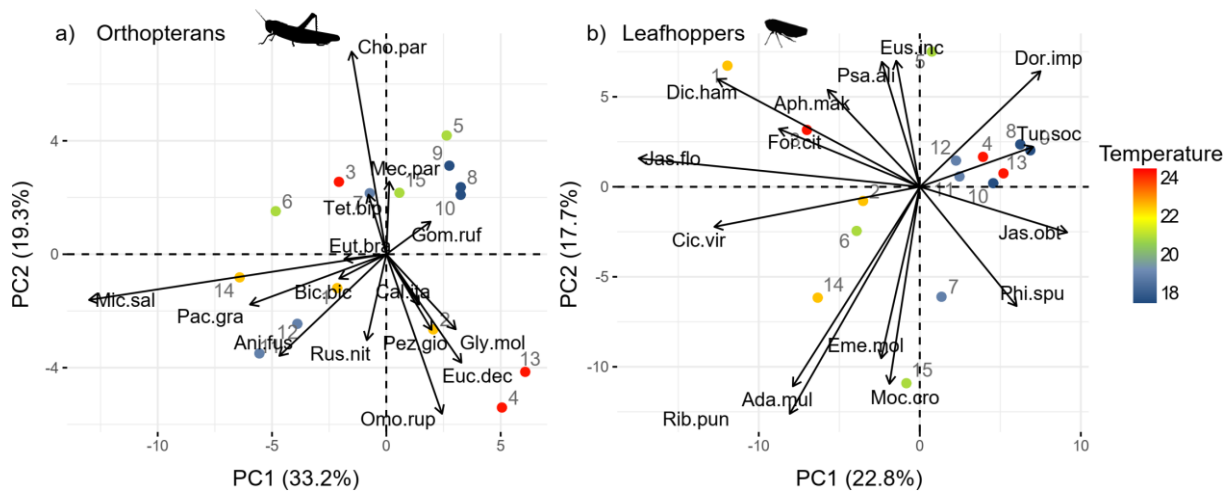 a) Orthopterans
Cho.par
5
9
3
Mec.par
8
6
7
15
Tet.bip
10
Gom.ruf
Eut.bra
14
Bic.bic
Mic.sal
Pac.gra
2
12
Ani.fus
Rus.nit
Pez.gio
Gly.mol
13
Euc.dec
4
Omo.rup
4
0
-4
-10
-5
0
5
PC1 (33.2%)
PC2 (19.3%)
b) Leafhoppers
Eus.inc
5
Dor.imp
1
Psa.ali
Dic.ham
Aph.mak
For.cit
12
4
8
Tur.soc
Jas.flo
13
11
10
2
Cic.vir
6
Jas.obt
14
7
Phi.spu
Eme.mol
15
Ada.mul
Moc.cro
Rib.pun
5
0
-5
-10
-10
0
10
PC1 (22.8%)
PC2 (17.7%)
Temperature
24
22
20
18